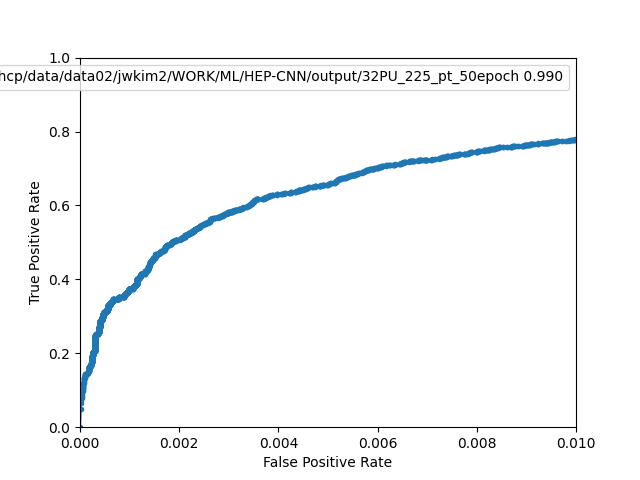 1.0
hcp/data/data02/jwkim2/WORK/ML/HEP-CNN/output/32PU_225_pt_50epoch 0.990
0.8
0.6
0.4
0.2
0.0
True Positive Rate
0.000 0.002 0.004 0.006 0.008 0.010
False Positive Rate